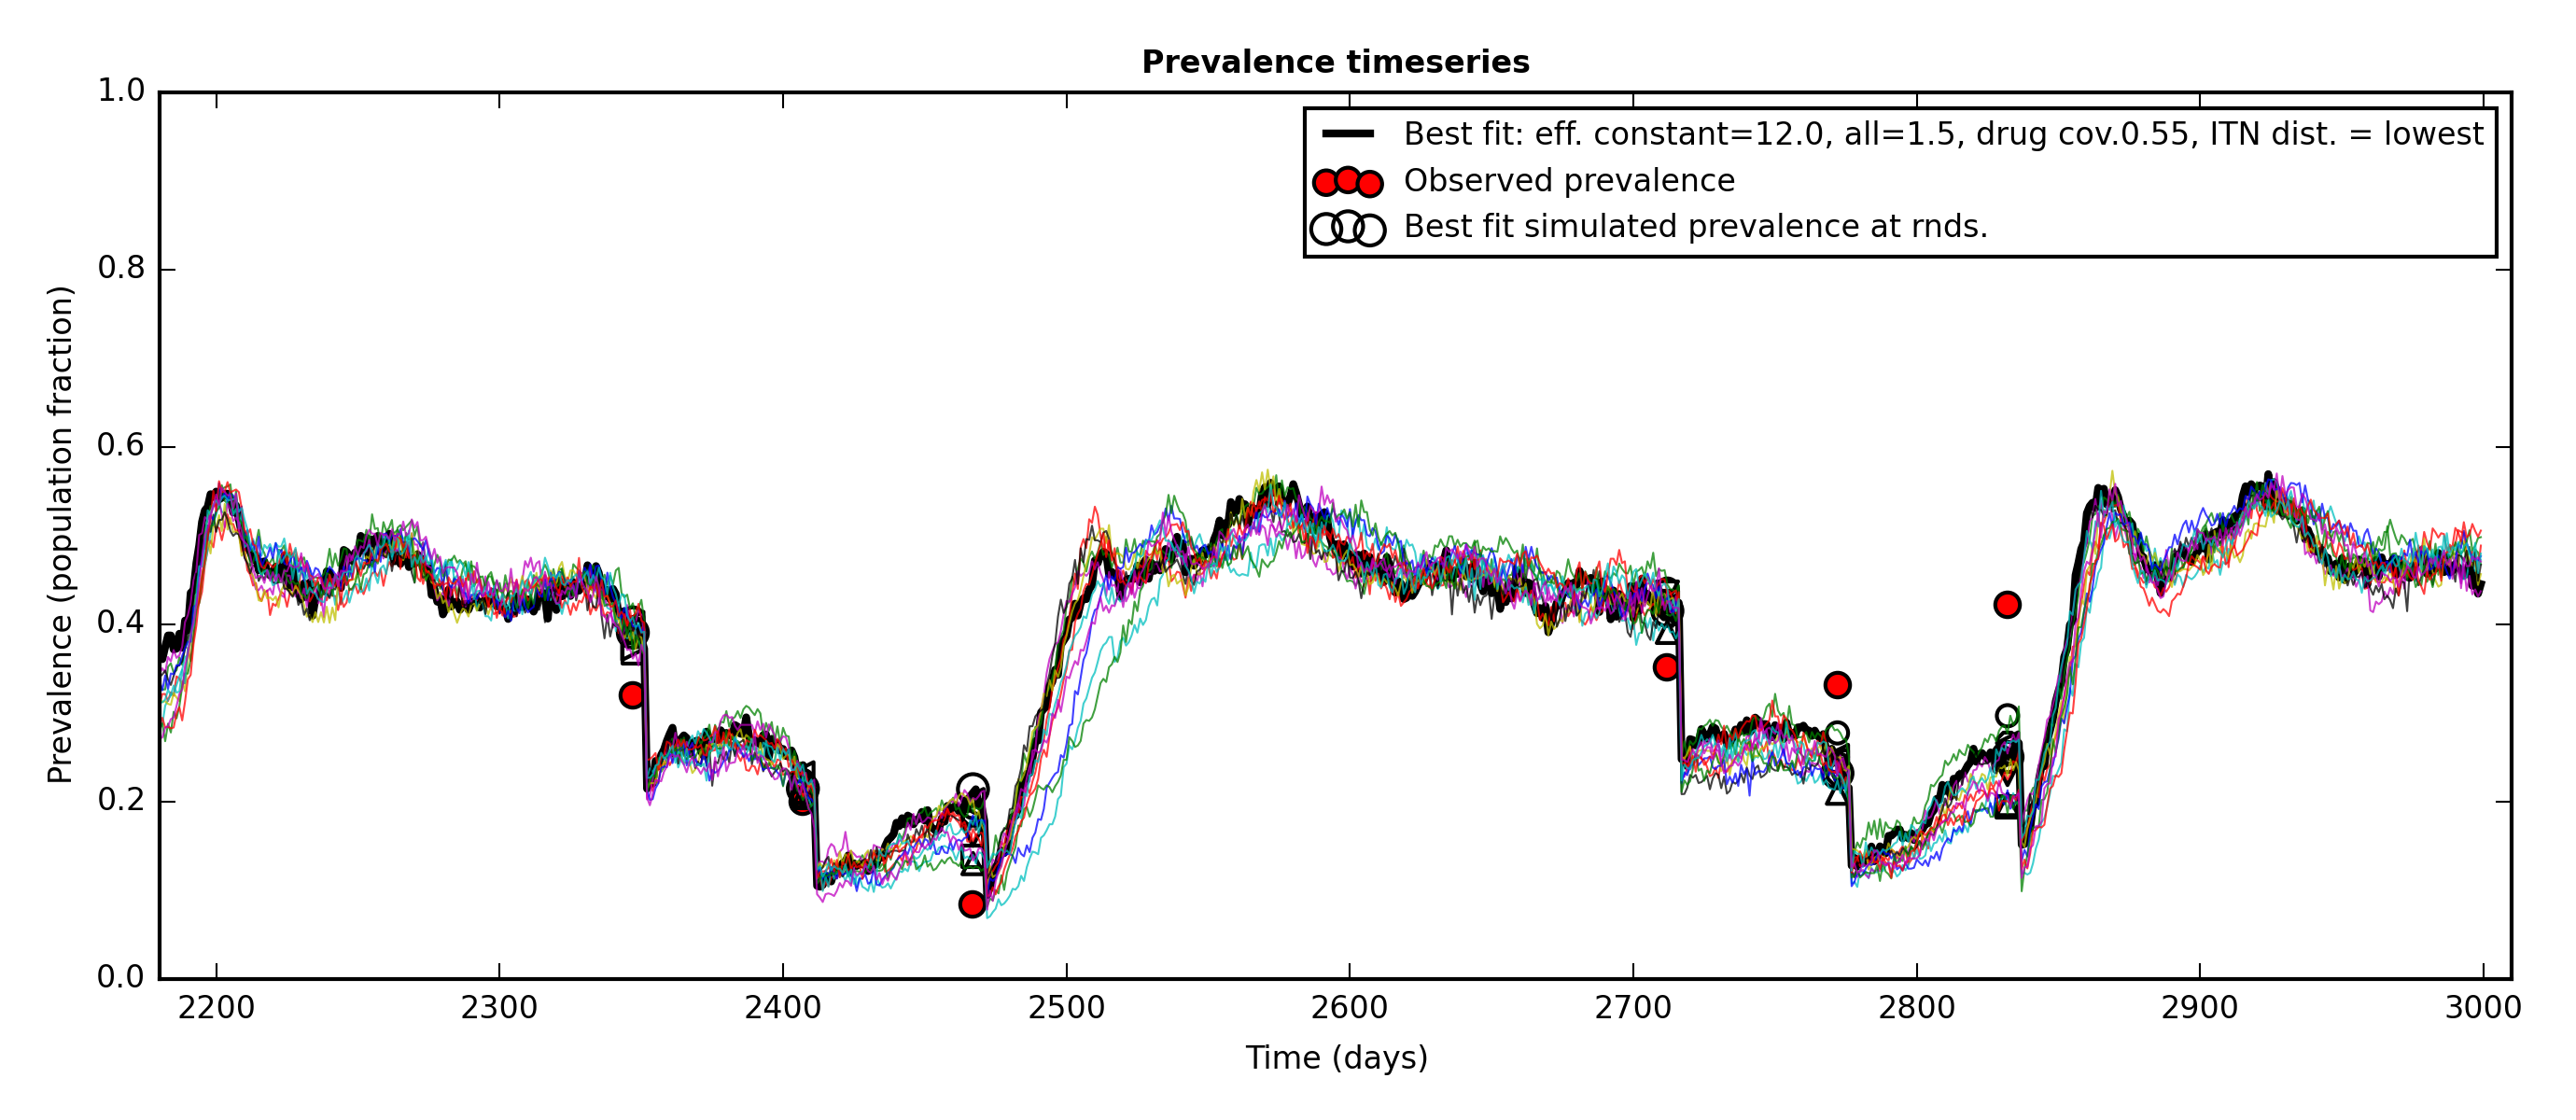 Prevalence timeseries
Best fit: eff. constant=12.0, all=1.5, drug cov.0.55, ITN dist. = lowest
Observed prevalence
Best fit simulated prevalence at rnds.
Prevalence (population fraction)
1.0
0.8
0.6
0.4
0.2
0.0
2200 2300 2400 2500 2600 2700 2800 2900 3000
Time (days)